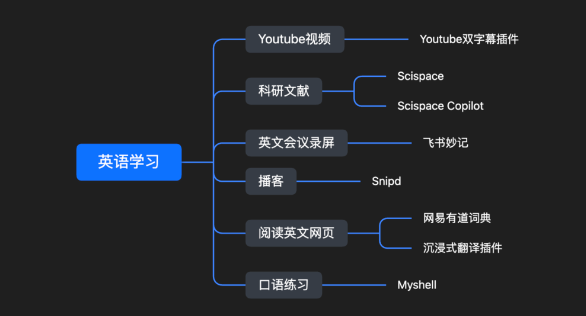 英语学习
Youtube视频
Youtube双字幕插件
科研文献
Scispace
Scispace Copilot
英文会议录屏
飞书妙记
播客
Snipd
阅读英文网页
网易有道词典
沉浸式翻译插件
口语练习
Myshell